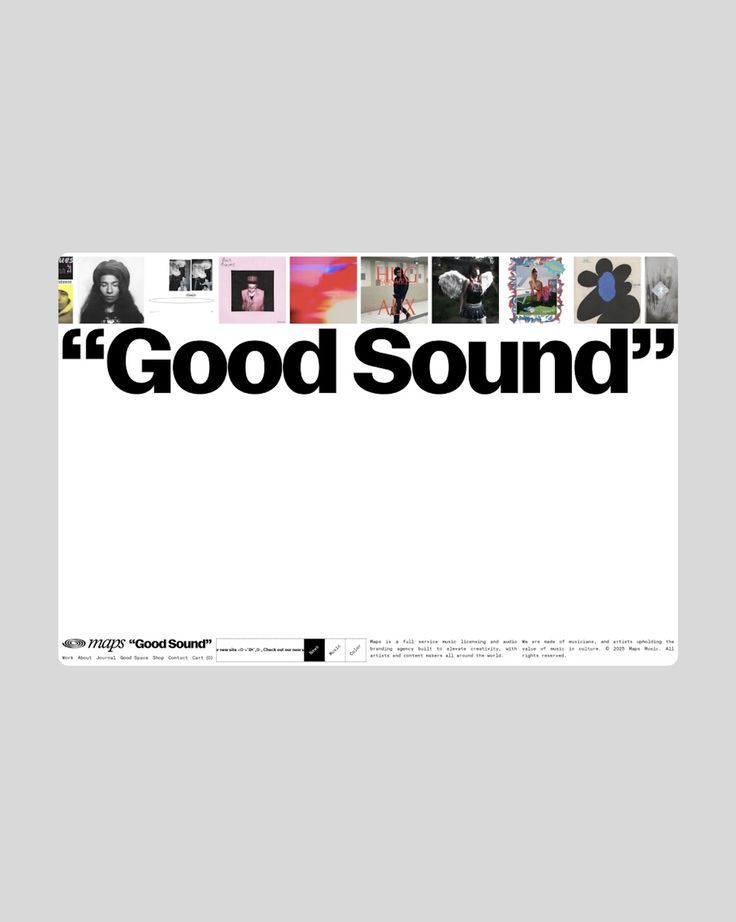 “Good Sound”
maps “Good Sound”
Work About Journal Good Space Shop Contact Cart (0)
Check out our new
News
Music
Color
Maps is a full service music licensing and audio
branding agency built to elevate creativity, with
artists and content makers all around the world.
We are made of musicians, and artists upholding the
value of music in culture. © 2025 Maps Music. All
rights reserved.